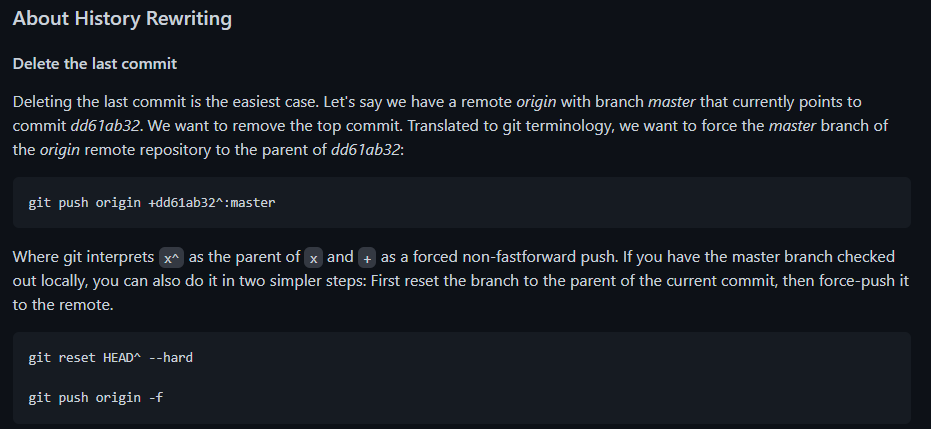 About History Rewriting
Delete the last commit
Deleting the last commit is the easiest case. Let's say we have a remote origin with branch master that currently points to
commit dd61ab32. We want to remove the top commit. Translated to git terminology, we want to force the master branch of
the origin remote repository to the parent of dd61ab32:
git push origin +dd61ab32^:master
Where git interprets x^ as the parent of x and + as a forced non-fastforward push. If you have the master branch checked
out locally, you can also do it in two simpler steps: First reset the branch to the parent of the current commit, then force-push it
to the remote.
git reset HEAD^ --hard
git push origin -f